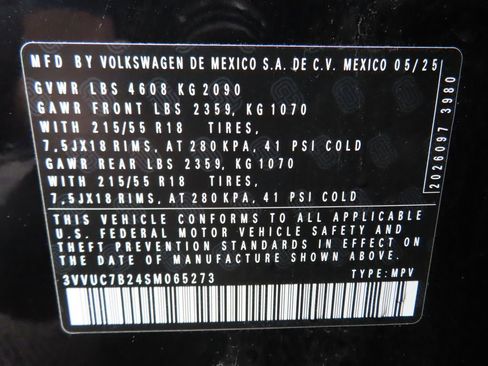 MFD BY VOLKSWAGEN DE MEXICO S.A. DE C.V. MEXICO 05/25
GVWR LBS 4608 KG 2090
GAWR FRONT LBS 2359, KG 1070
WITH 215/55 R18 TIRES,
7,5JX18 RIMS, AT 280KPA, 41 PSI COLD
GAWR REAR LBS 2359, KG 1070
WITH 215/55 R18 TIRES,
7,5JX18 RIMS, AT 280KPA, 41 PSI COLD
THIS VEHICLE CONFORMS TO ALL APPLICABLE
U.S. FEDERAL MOTOR VEHICLE SAFETY AND
THEFT PREVENTION STANDARDS IN EFFECT ON
THE DATE OF MANUFACTURE SHOWN ABOVE.
3VVUC7B24SM065273 TYPE: MPV
2026097 3980